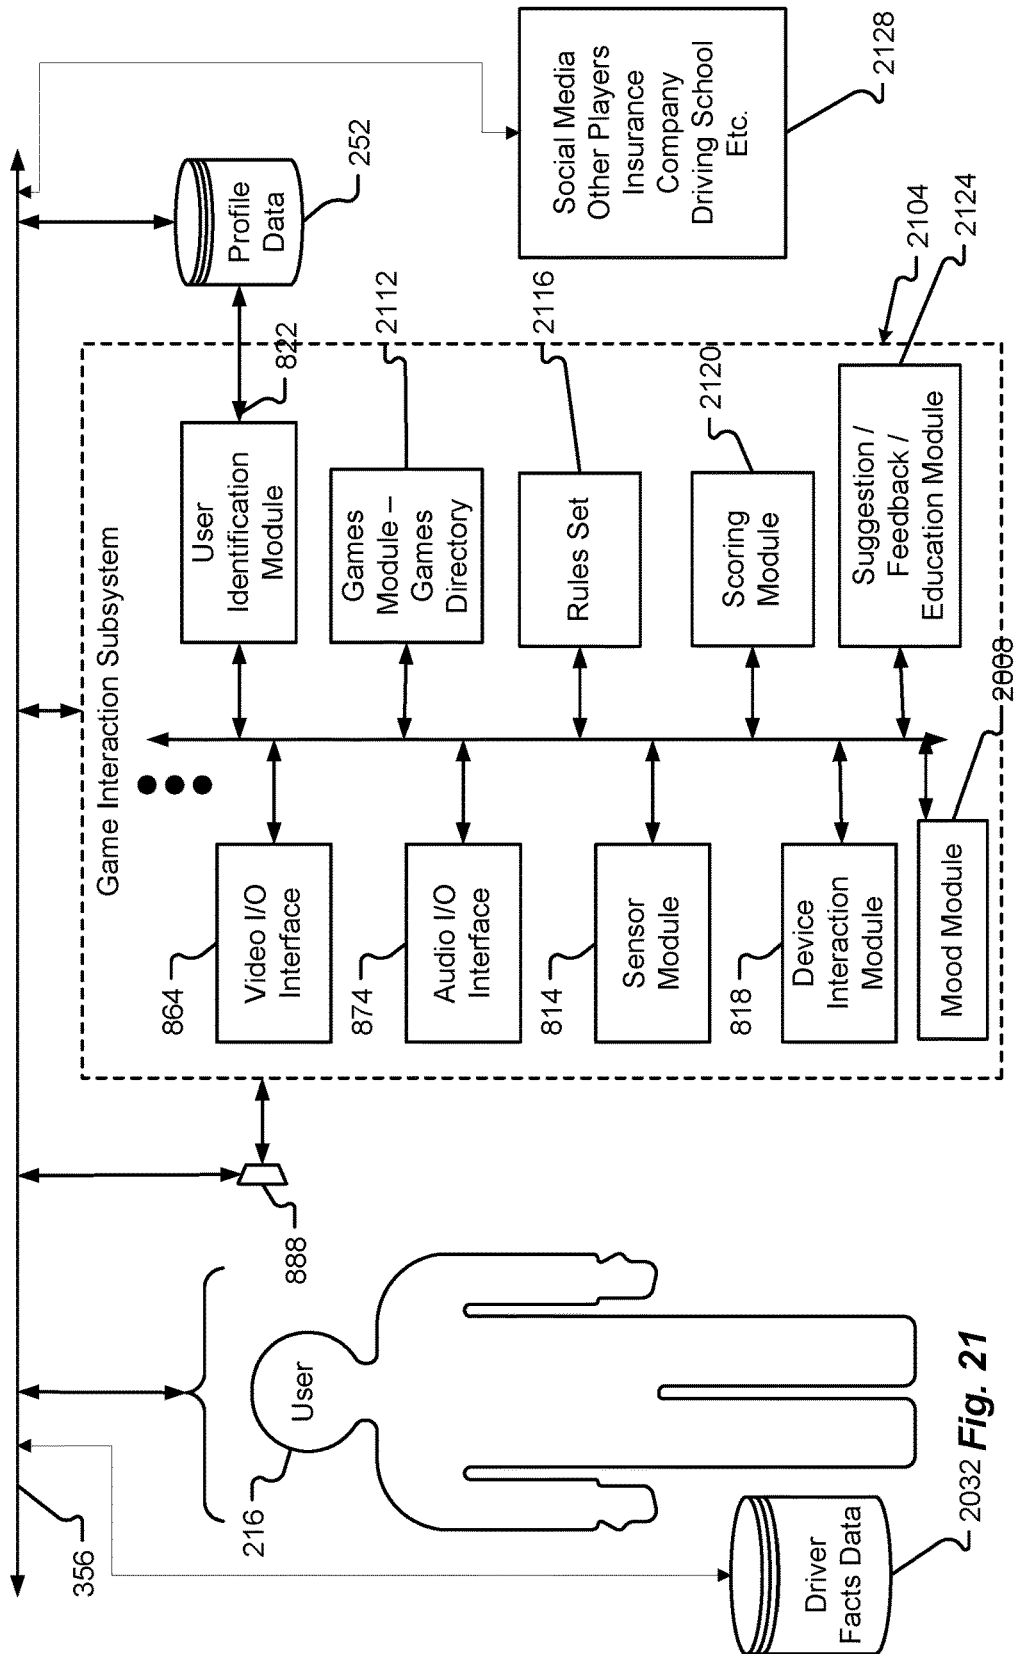 356
216
User
888
Driver
Facts Data
2032
Game Interaction Subsystem
864
Video I/O
Interface
874
Audio I/O
Interface
814
Sensor
Module
818
Device
Interaction
Module
Mood Module
2008
User
Identification
Module
822
Games
Module –
Games
Directory
2112
Rules Set
2116
Scoring
Module
2120
Suggestion /
Feedback /
Education Module
2104
2124
Profile
Data
252
Social Media
Other Players
Insurance
Company
Driving School
Etc.
2128
Fig. 21